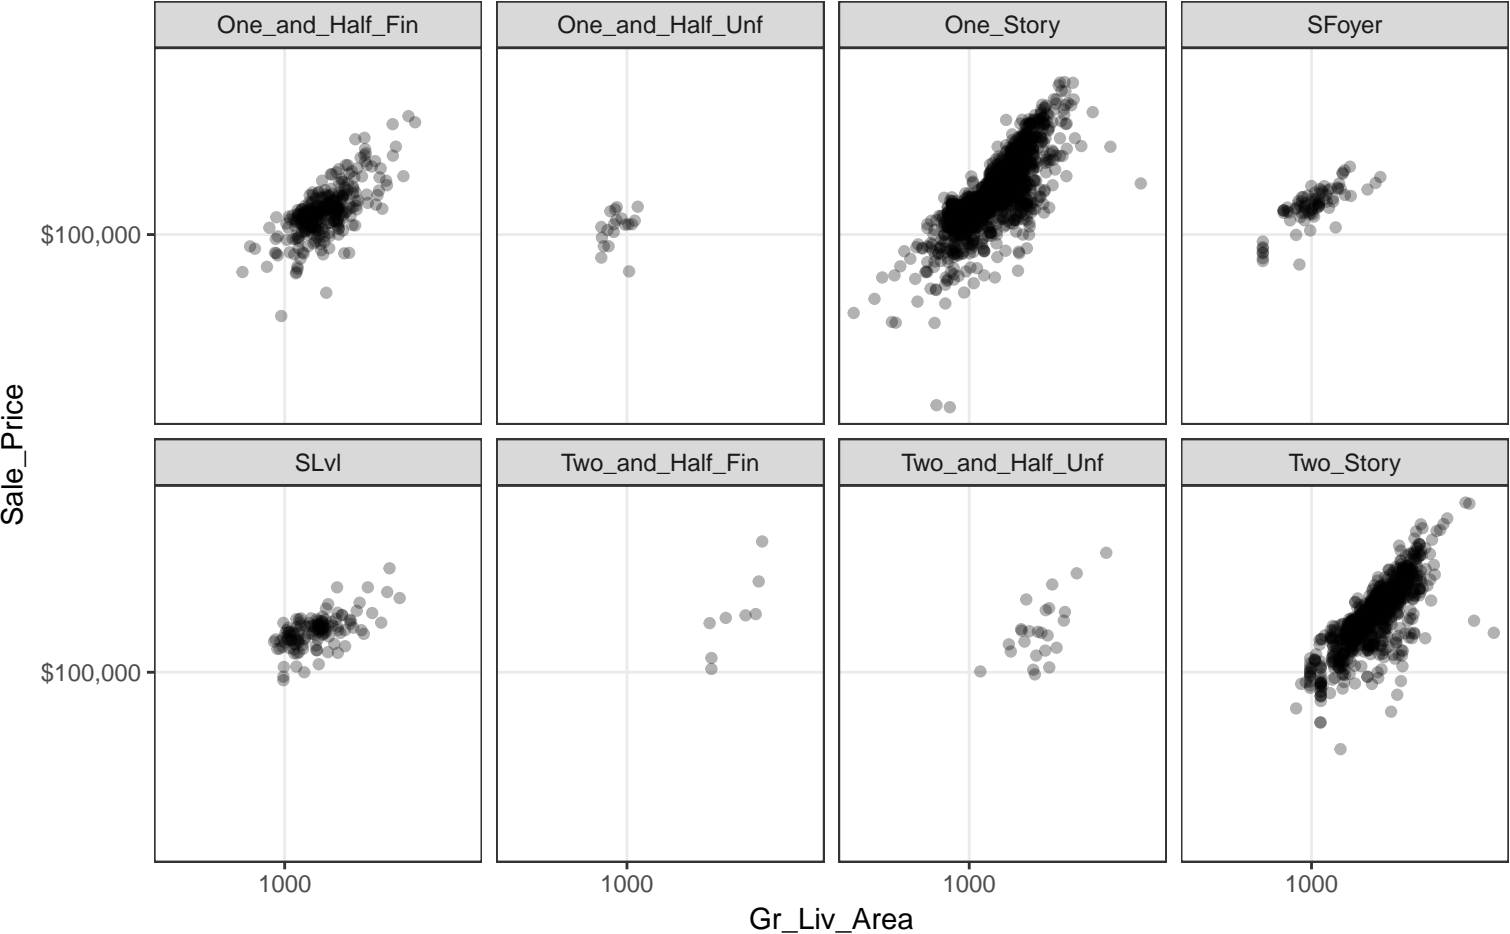 One_and_Half_Fin
One_and_Half_Unf
One_Story
SFoyer
$100,000
Sale_Price
SLvl
Two_and_Half_Fin
Two_and_Half_Unf
Two_Story
$100,000
1000
1000
1000
1000
Gr_Liv_Area